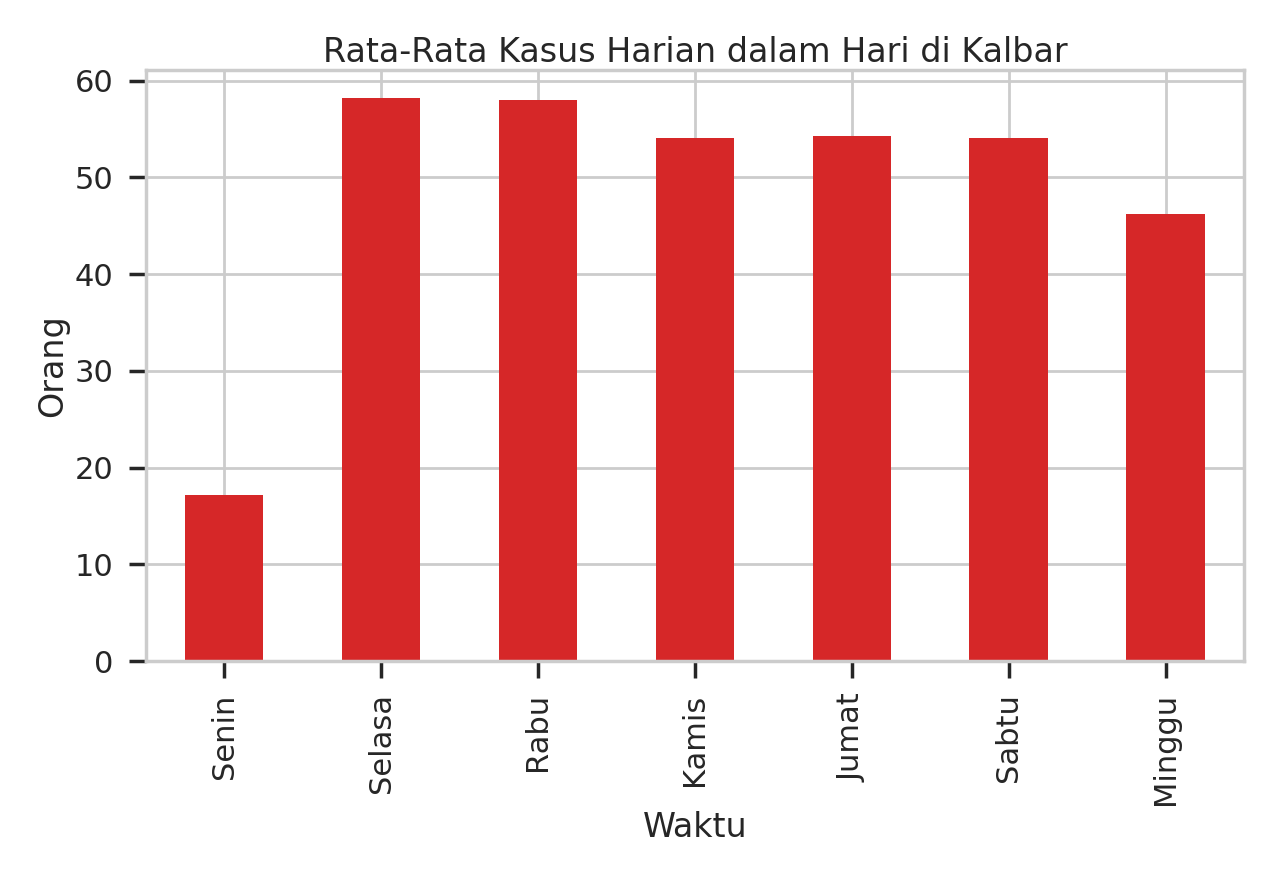 Rata-Rata Kasus Harian dalam Hari di Kalbar
60
50
40
30
20
10
0
Orang
Senin
Selasa
Rabu
Kamis
Jumat
Sabtu
Minggu
Waktu